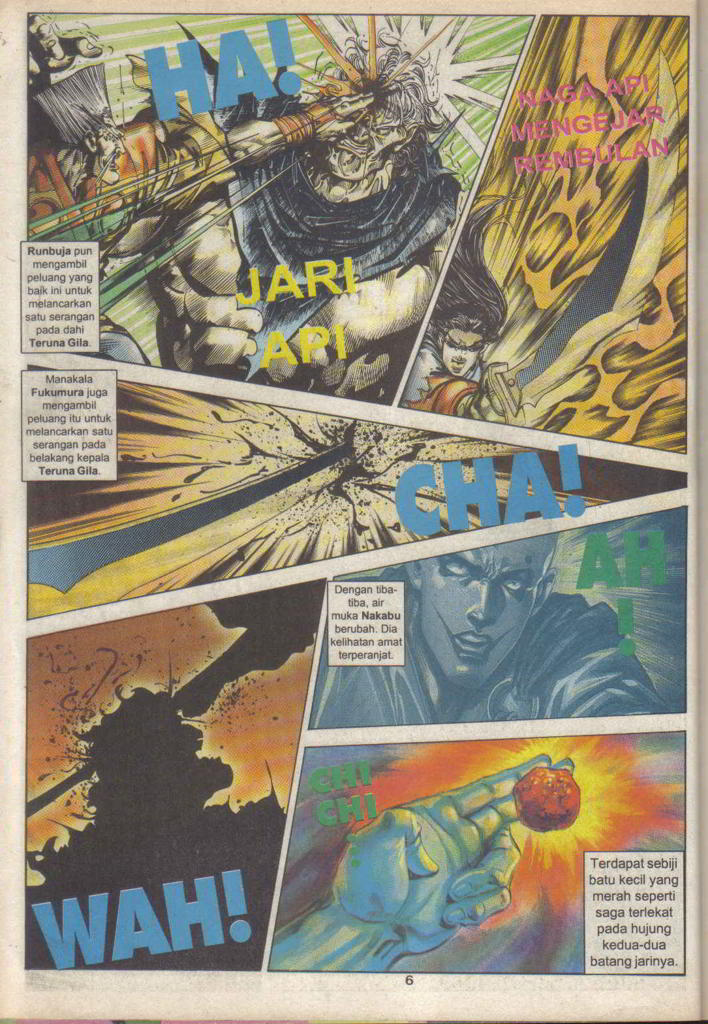 HA!
NAGA API
MENGEJAR
REMBULAN
JARI
API
Runbuja pun
mengambil
peluang yang
baik ini untuk
melancarkan
satu serangan
pada dahi
Teruna Gila.
Manakala
Fukumura juga
mengambil
peluang itu untuk
melancarkan satu
serangan pada
belakang kepala
Teruna Gila.
CHA!
AH
!
Dengan tiba-
tiba, air
muka Nakabu
berubah. Dia
kelihatan amat
terperanjat.
WAH!
CHI
CHI
!
Terdapat sebiji
batu kecil yang
merah seperti
saga terlekat
pada hujung
kedua-dua
batang jarinya.
6